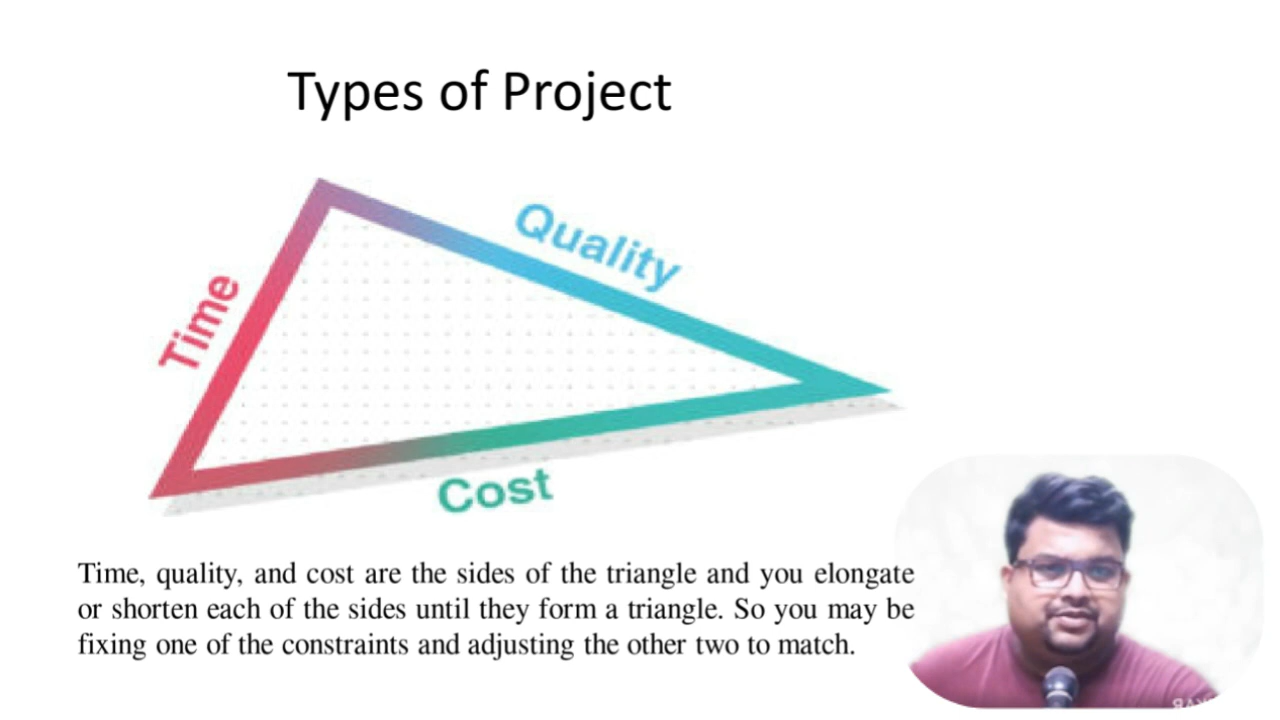 Types of Project
Quality
Time
Cost
Time, quality, and cost are the sides of the triangle and you elongate
or shorten each of the sides until they form a triangle. So you may be
fixing one of the constraints and adjusting the other two to match.